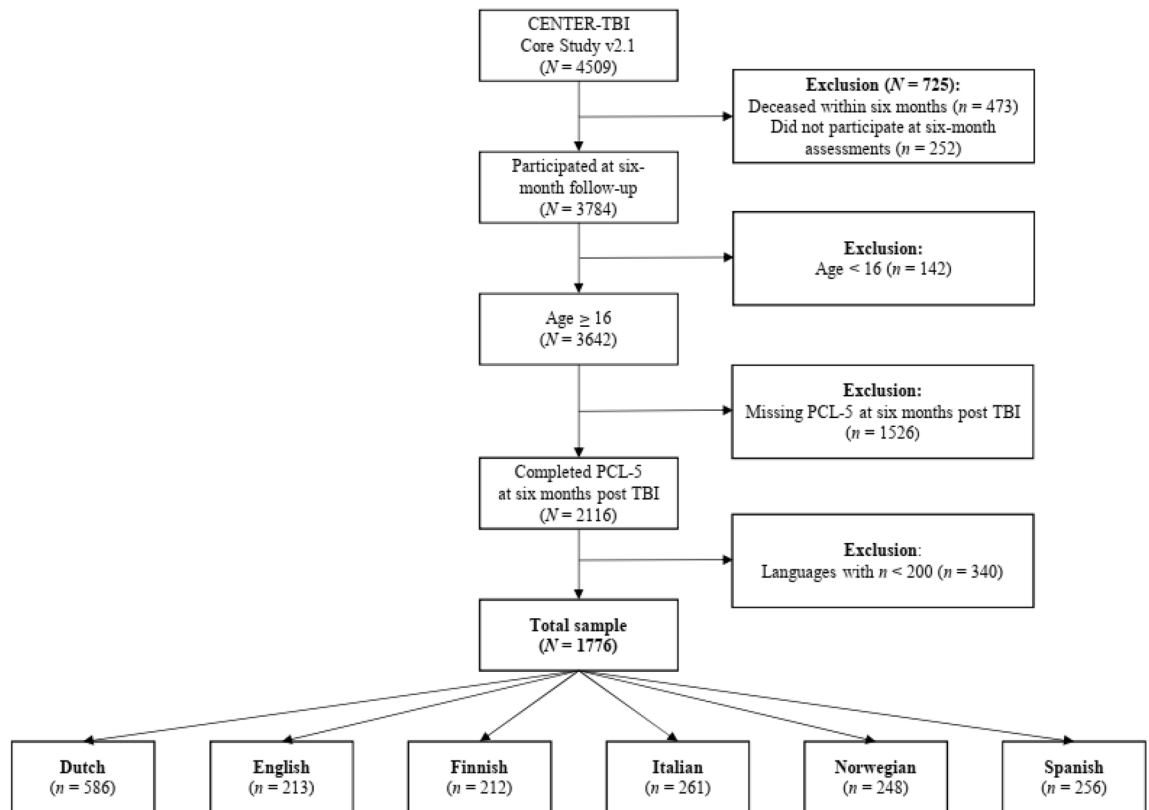 CENTER-TBI
Core Study v2.1
(N = 4509)
Exclusion (N = 725):
Deceased within six months (n = 473)
Did not participate at six-month
assessments (n = 252)
Participated at six-
month follow-up
(N = 3784)
Exclusion:
Age < 16 (n = 142)
Age ≥ 16
(N = 3642)
Exclusion:
Missing PCL-5 at six months post TBI
(n = 1526)
Completed PCL-5
at six months post TBI
(N = 2116)
Exclusion:
Languages with n < 200 (n = 340)
Total sample
(N = 1776)
Dutch
(n = 586)
English
(n = 213)
Finnish
(n = 212)
Italian
(n = 261)
Norwegian
(n = 248)
Spanish
(n = 256)